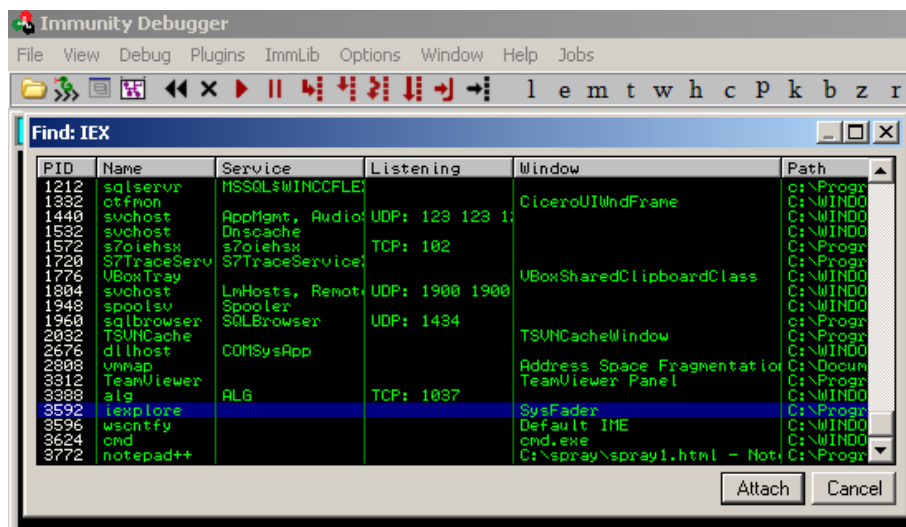 Immunity Debugger
File View Debug Plugins ImmLib Options Window Help Jobs
l e m t w h c P k b z r
Find: IEX
PID Name Service Listening Window Path
1212 sqlservr MSSQL$WINCCFLEX c:\Progr
1332 ctfmon CiceroUIWndFrame C:\WINDO
1440 svchost AppMgmt, Audio UDP: 123 123 1 C:\WINDO
1532 svchost Dnscache C:\WINDO
1572 s7oiehsx s7oiehsx TCP: 102 C:\Progr
1720 S7TraceServ S7TraceService C:\Progr
1776 VBoxTray VBoxSharedClipboardClass C:\WINDO
1804 svchost LmHosts, Remot UDP: 1900 1900 C:\WINDO
1948 spoolsv Spooler C:\WINDO
1960 sqlbrowser SQLBrowser UDP: 1434 c:\Progr
2032 TSVNCache TSVNCacheWindow C:\Progr
2676 dllhost COMSysApp C:\WINDO
2808 vmmap Address Space Fragmentatio C:\Docum
3312 TeamViewer TeamViewer Panel C:\Progr
3388 alg ALG TCP: 1037 C:\WINDO
3592 iexplore SysFader C:\Progr
3596 wscntfy Default IME C:\WINDO
3624 cmd cmd.exe C:\WINDO
3772 notepad++ C:\spray\spray1.html - Not C:\Progr
Attach Cancel